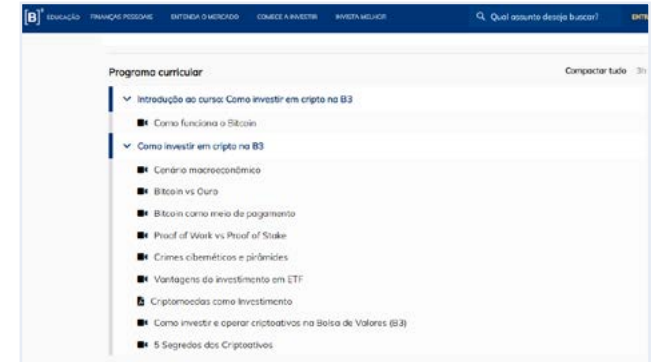 [B]³ EDUCAÇÃO FINANÇAS PESSOAIS ENTENDA O MERCADO COMECE A INVESTIR INVISTA MELHOR Qual assunto deseja buscar? ENTR
Programa curricular Compactar tudo 3h
Introdução ao curso: Como investir em cripto na B3
Como funciona o Bitcoin
Como investir em cripto na B3
Cenário macroeconômico
Bitcoin vs Ouro
Bitcoin como meio de pagamento
Proof of Work vs Proof of Stake
Crimes cibernéticos e pirâmides
Vantagens do investimento em ETF
Criptomoedas como Investimento
Como investir e operar criptoativos na Bolsa de Valores (B3)
5 Segredos dos Criptoativos